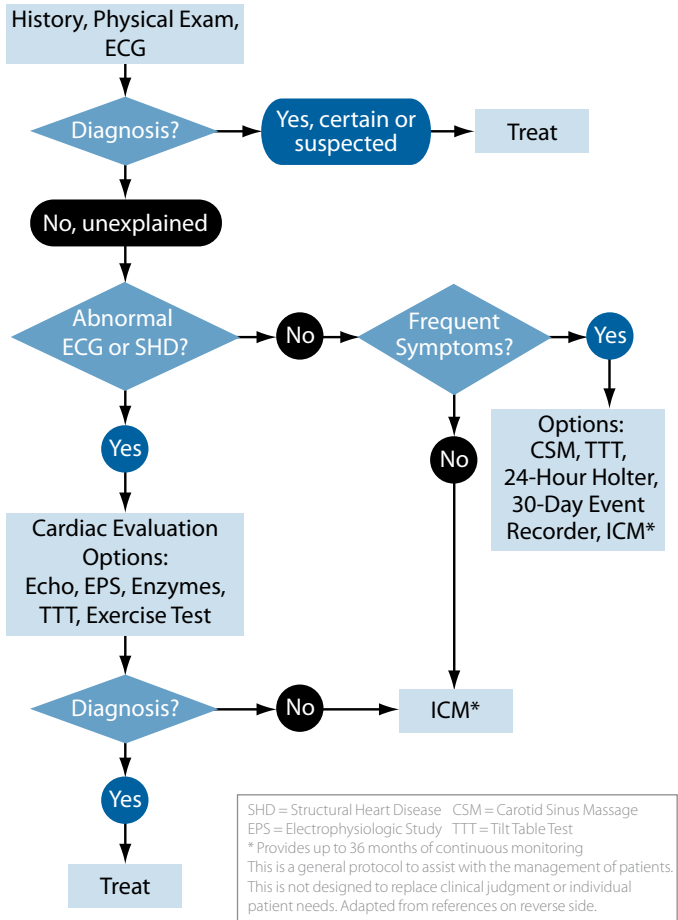 History, Physical Exam,
ECG
Diagnosis?
Yes, certain or
suspected
Treat
No, unexplained
Abnormal
ECG or SHD?
No
Frequent
Symptoms?
Yes
Yes
No
Options:
CSM, TTT,
24-Hour Holter,
30-Day Event
Recorder, ICM*
Cardiac Evaluation
Options:
Echo, EPS, Enzymes,
TTT, Exercise Test
Diagnosis?
No
ICM*
Yes
Treat
SHD = Structural Heart Disease CSM = Carotid Sinus Massage
EPS = Electrophysiologic Study TTT = Tilt Table Test
* Provides up to 36 months of continuous monitoring
This is a general protocol to assist with the management of patients.
This is not designed to replace clinical judgment or individual
patient needs. Adapted from references on reverse side.